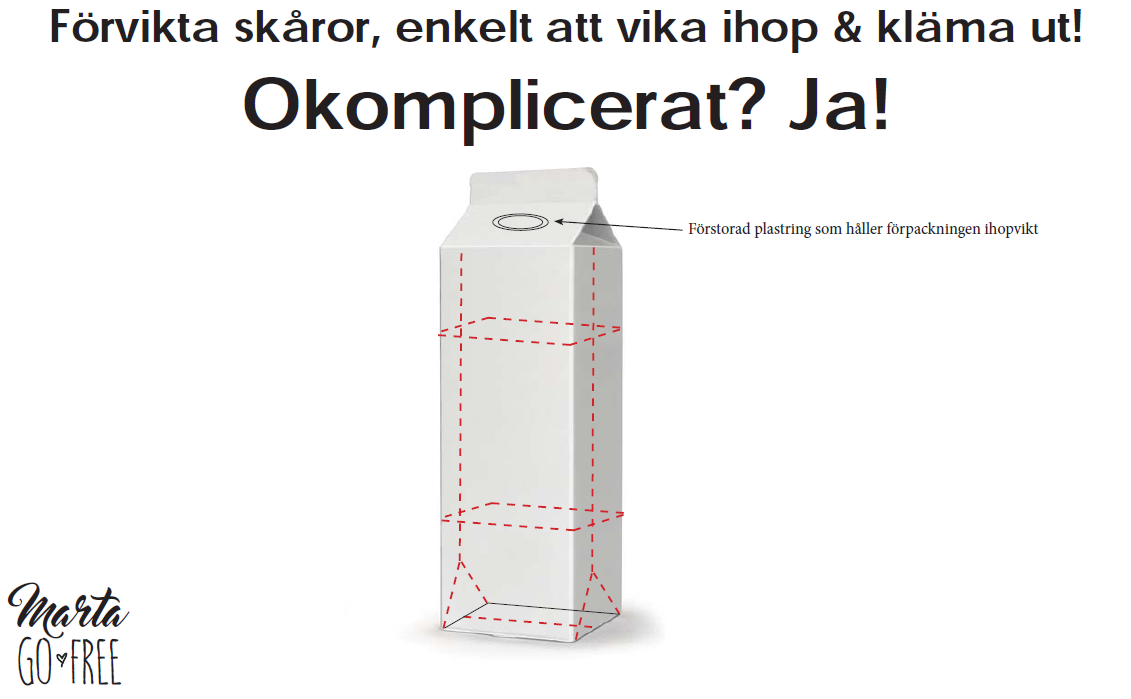 Förvikta skåror, enkelt att vika ihop & kläma ut!
Okomplicerat? Ja!
Förstorad plastring som håller förpackningen ihopvikt
Marta
GO FREE